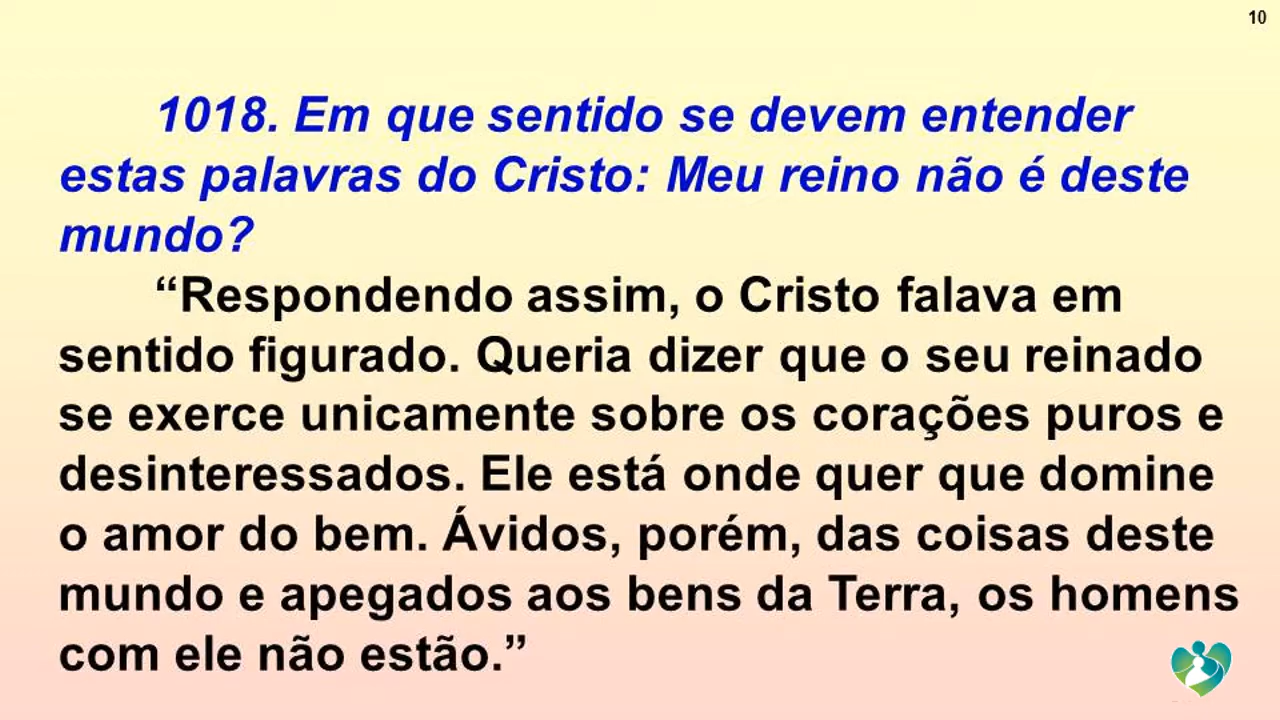 10
1018. Em que sentido se devem entender
estas palavras do Cristo: Meu reino não é deste
mundo?
“Respondendo assim, o Cristo falava em
sentido figurado. Queria dizer que o seu reinado
se exerce unicamente sobre os corações puros e
desinteressados. Ele está onde quer que domine
o amor do bem. Ávidos, porém, das coisas deste
mundo e apegados aos bens da Terra, os homens
com ele não estão.”